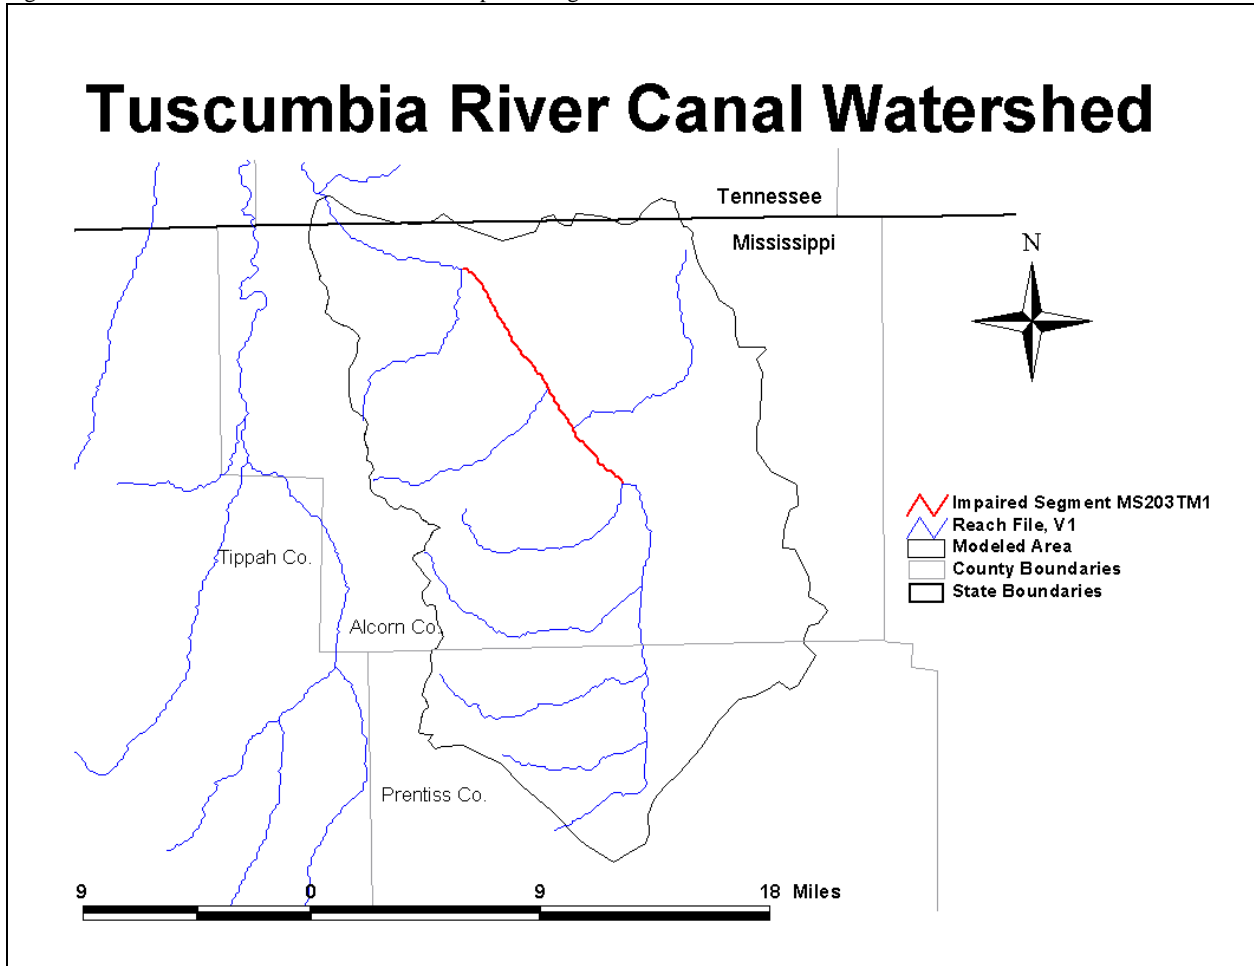 Tuscumbia River Canal Watershed
Tennessee
Mississippi
N
Impaired Segment MS203TM1
Reach File, V1
Modeled Area
County Boundaries
State Boundaries
Tippah Co.
Alcorn Co.
Prentiss Co.
9 0 9 18 Miles